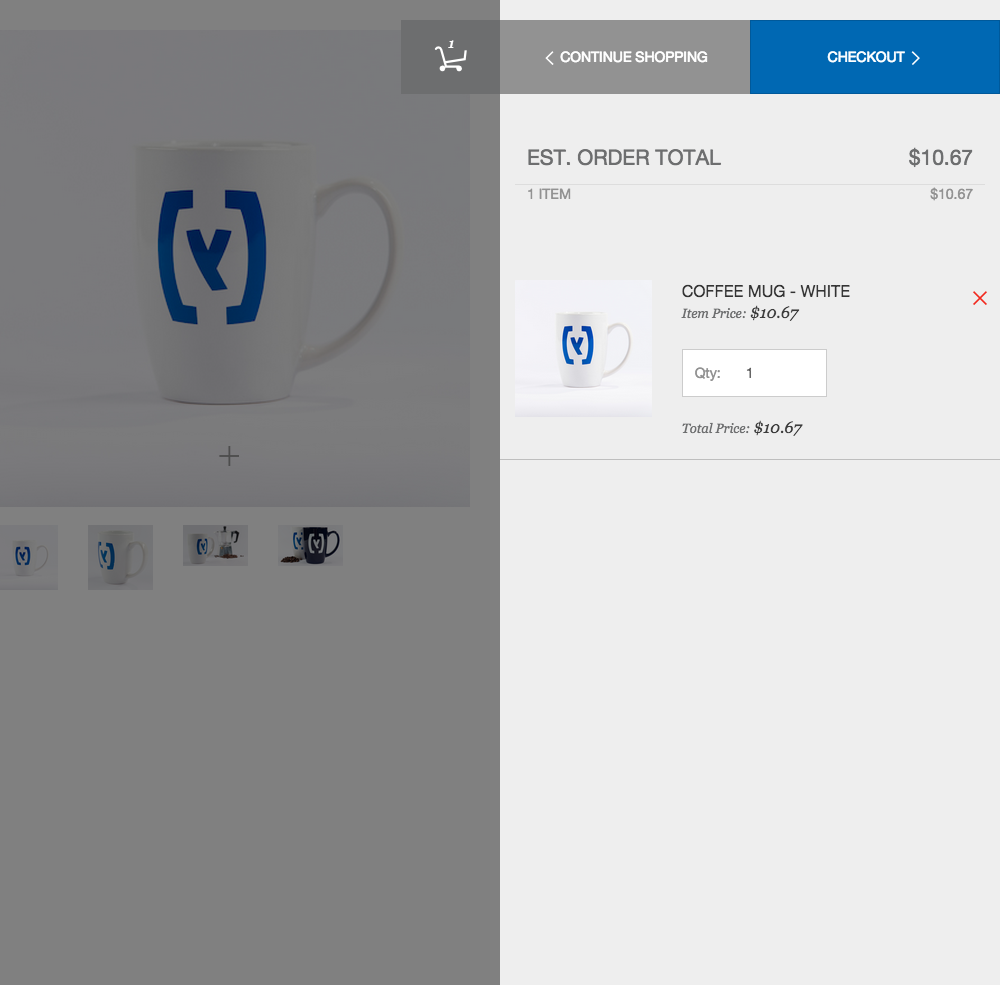 1
CONTINUE SHOPPING
CHECKOUT
EST. ORDER TOTAL $10.67
1 ITEM $10.67
COFFEE MUG - WHITE
Item Price: $10.67
Qty: 1
Total Price: $10.67